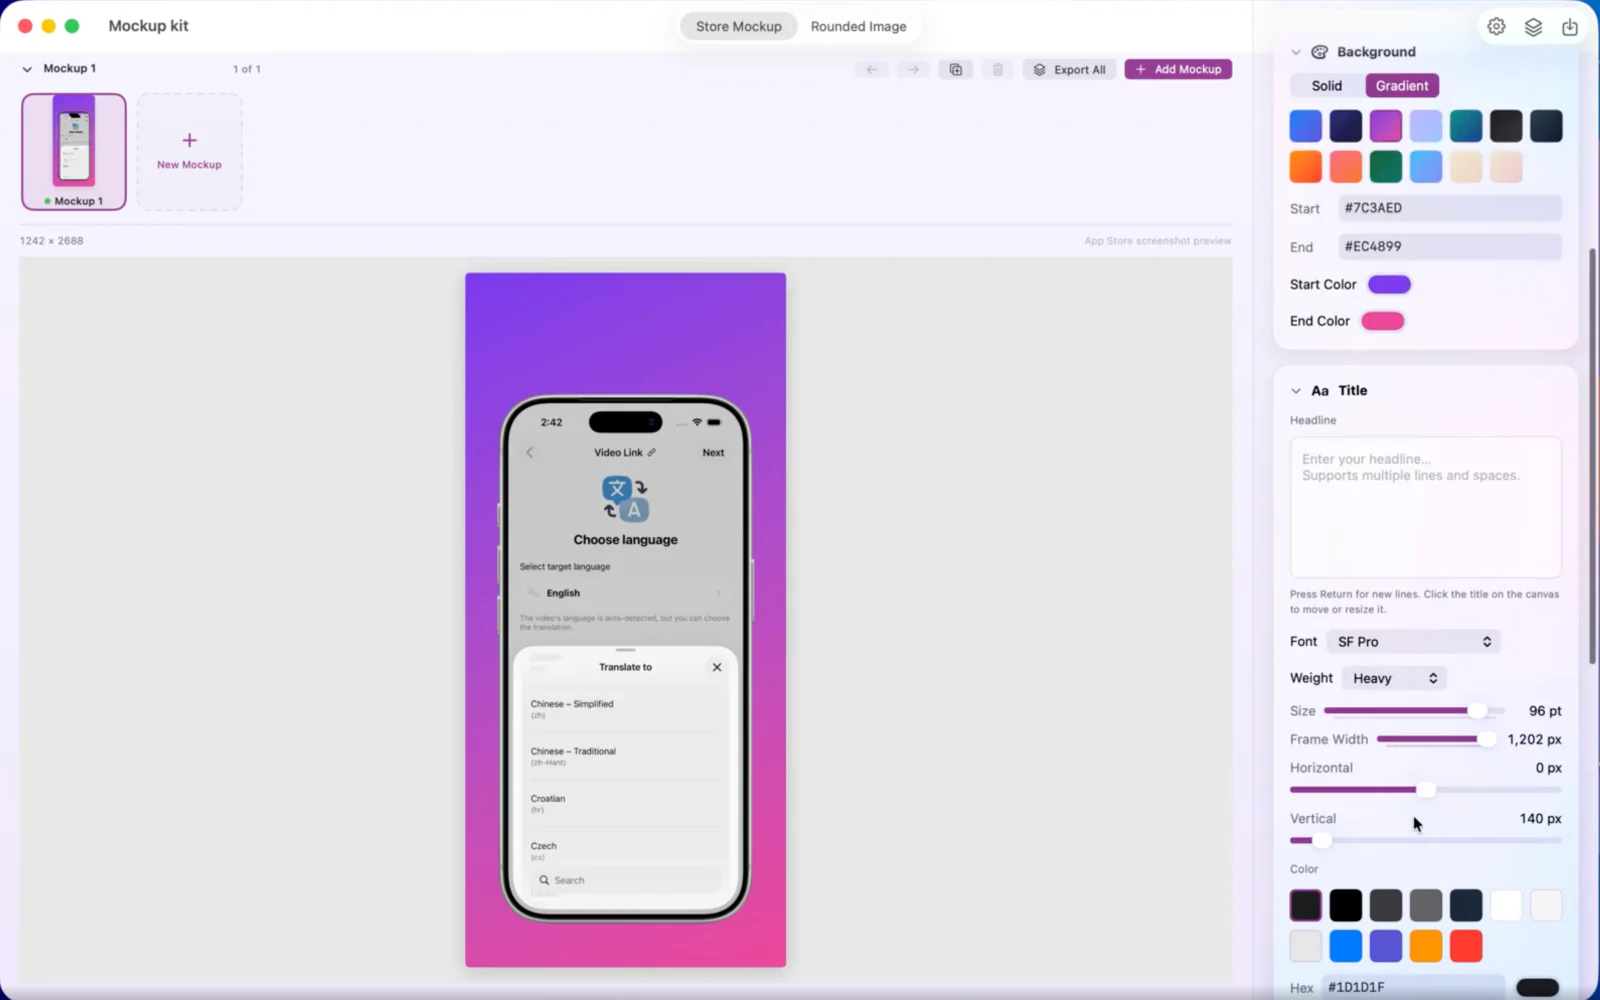 Mockup kit
Store Mockup
Rounded Image
Mockup 1
1 of 1
Export All
+ Add Mockup
Mockup 1
+
New Mockup
1242 × 2688
App Store screenshot preview
2:42
Video Link
Next
文
A
Choose language
Select target language
English
The video's language is auto-detected, but you can choose
the translation
Translate to
Chinese – Simplified
(zh)
Chinese – Traditional
(zh-Hant)
Croatian
(hr)
Czech
(cs)
Search
Background
Solid
Gradient
Start #7C3AED
End #EC4899
Start Color
End Color
Aa Title
Headline
Enter your headline...
Supports multiple lines and spaces.
Press Return for new lines. Click the title on the canvas
to move or resize it.
Font SF Pro
Weight Heavy
Size 96 pt
Frame Width 1,202 px
Horizontal 0 px
Vertical 140 px
Color
Hex #1D1D1F